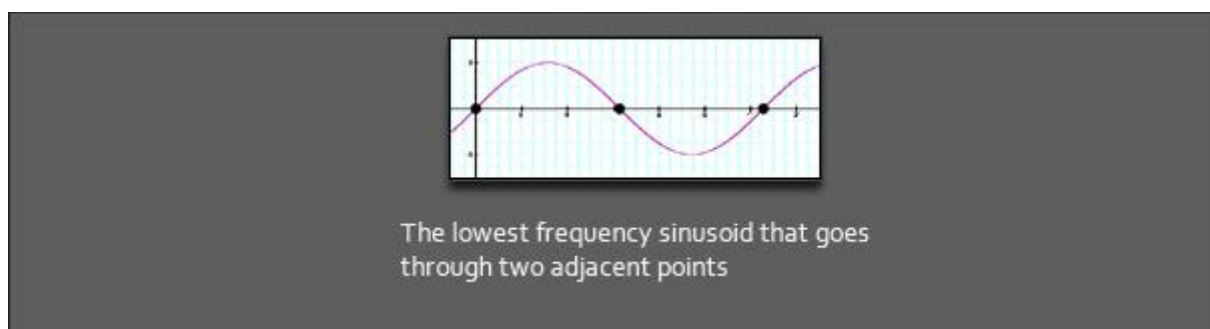 The lowest frequency sinusoid that goes
through two adjacent points